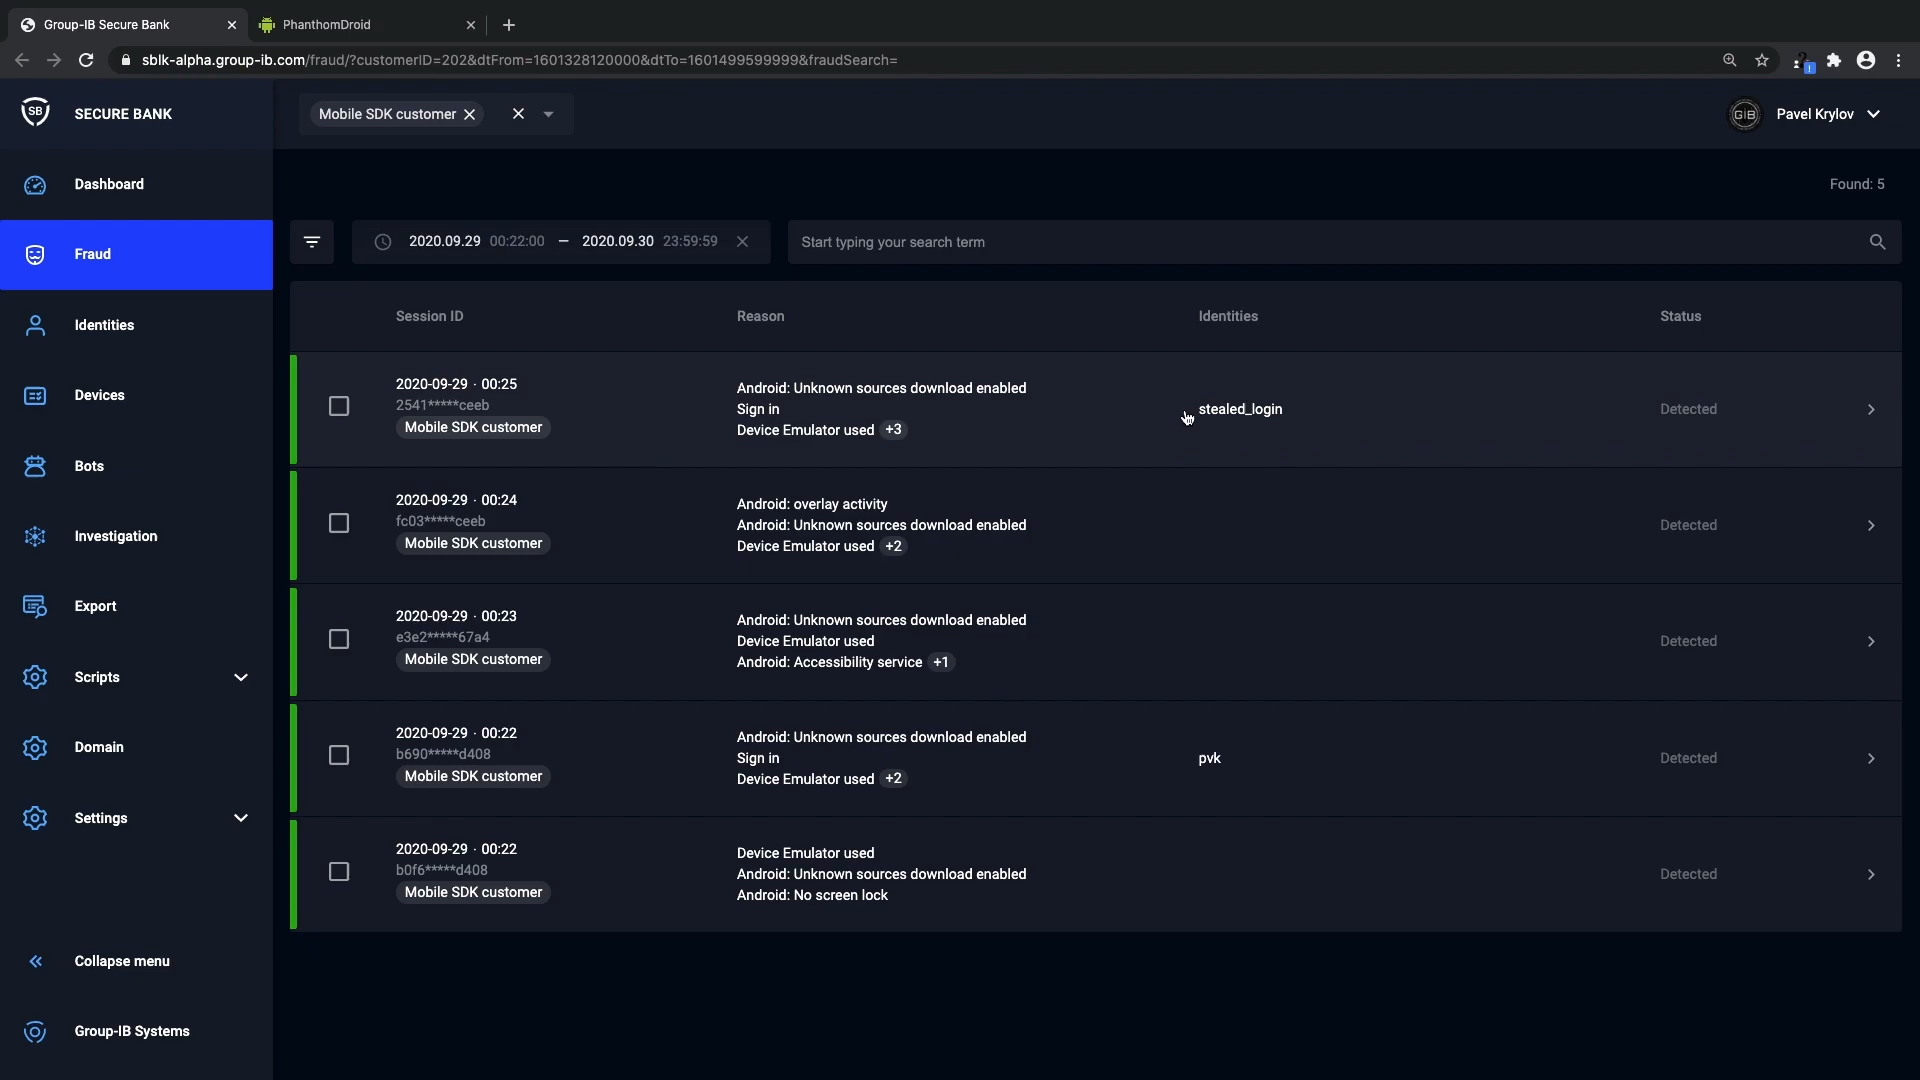 Group-IB Secure Bank
PhanthomDroid
sblk-alpha.group-ib.com/fraud/?customerID=202&dtFrom=1601328120000&dtTo=1601499599999&fraudSearch=
SB
SECURE BANK
Mobile SDK customer
GIB
Pavel Krylov
Dashboard
Found: 5
Fraud
2020.09.29 00:22:00 – 2020.09.30 23:59:59
Start typing your search term
Session ID
Reason
Identities
Status
Identities
Devices
Bots
Investigation
Export
Scripts
Domain
Settings
Collapse menu
Group-IB Systems
2020-09-29 · 00:25
2541*****ceeb
Mobile SDK customer
Android: Unknown sources download enabled
Sign in
Device Emulator used +3
stealed_login
Detected
2020-09-29 · 00:24
fc03*****ceeb
Mobile SDK customer
Android: overlay activity
Android: Unknown sources download enabled
Device Emulator used +2
Detected
2020-09-29 · 00:23
e3e2*****67a4
Mobile SDK customer
Android: Unknown sources download enabled
Device Emulator used
Android: Accessibility service +1
Detected
2020-09-29 · 00:22
b690*****d408
Mobile SDK customer
Android: Unknown sources download enabled
Sign in
Device Emulator used +2
pvk
Detected
2020-09-29 · 00:22
b0f6*****d408
Mobile SDK customer
Device Emulator used
Android: Unknown sources download enabled
Android: No screen lock
Detected